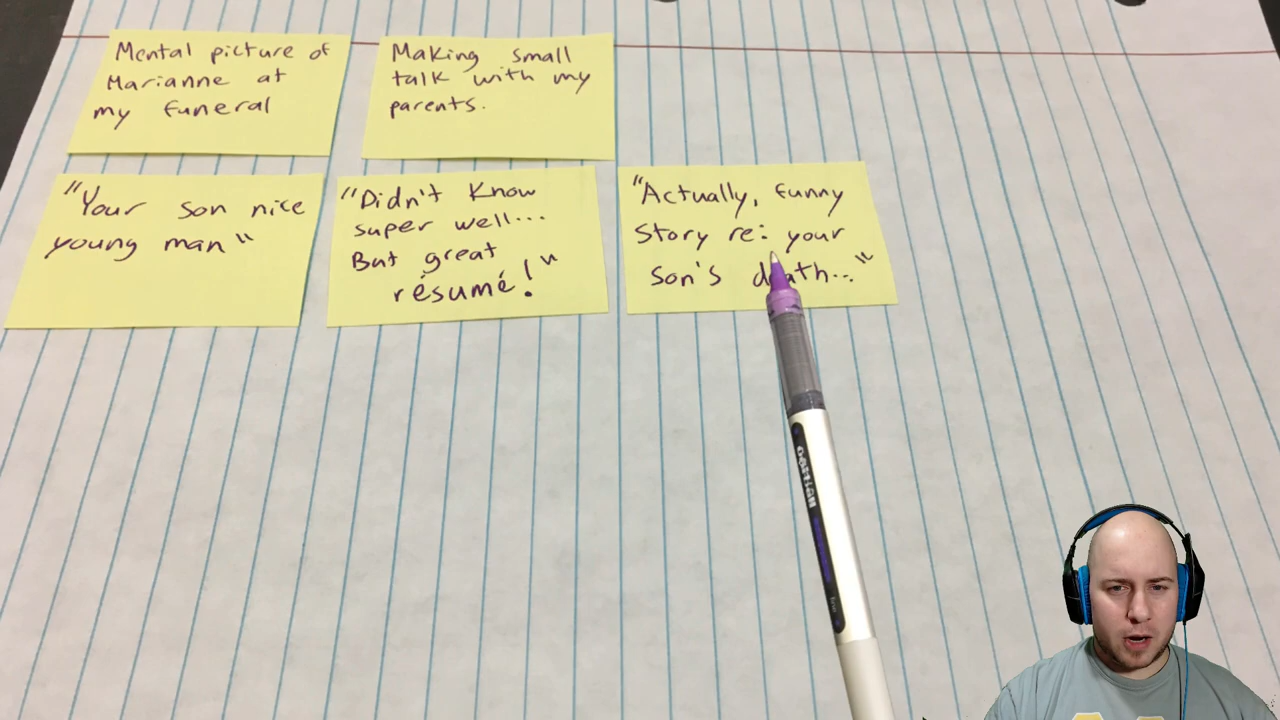 Mental picture of
Marianne at
my funeral
Making small
talk with my
parents.
"Your son nice
young man"
"Didn't know
super well...
But great
résumé!"
"Actually, funny
story re: your
son's death..."